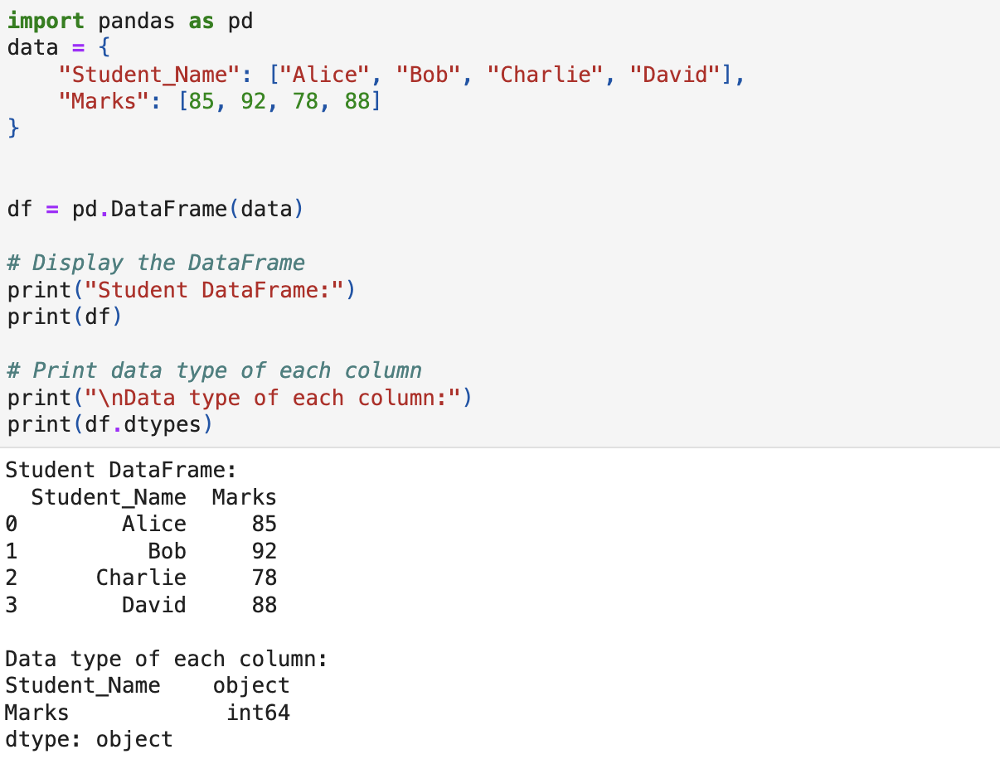 import pandas as pd
data = {
    "Student_Name": ["Alice", "Bob", "Charlie", "David"],
    "Marks": [85, 92, 78, 88]
}
df = pd.DataFrame(data)
# Display the DataFrame
print("Student DataFrame:")
print(df)
# Print data type of each column
print("\nData type of each column:")
print(df.dtypes)
Student DataFrame:
  Student_Name  Marks
0        Alice     85
1          Bob     92
2      Charlie     78
3        David     88
Data type of each column:
Student_Name    object
Marks            int64
dtype: object